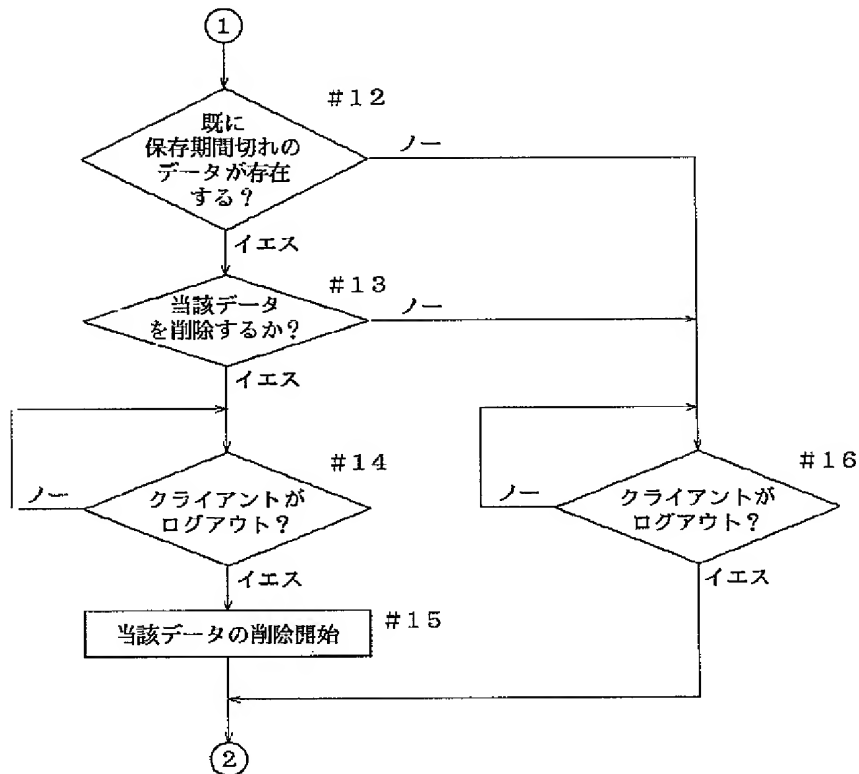 1
#12
既に
保存期間切れの
データが存在
する?
ノー
イエス
#13
当該データ
を削除するか?
ノー
イエス
#14
クライアントが
ログアウト?
ノー
イエス
#16
クライアントが
ログアウト?
ノー
イエス
当該データの削除開始
#15
2